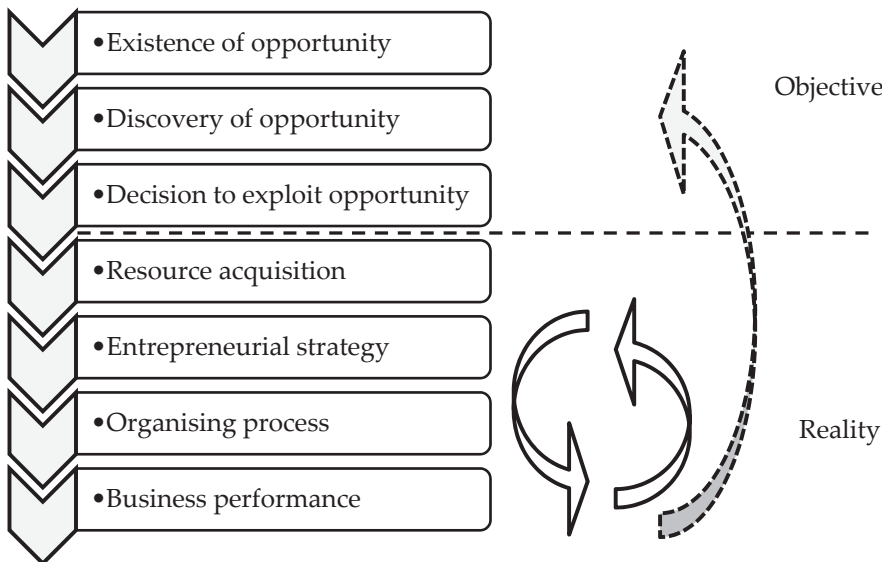 •Existence of opportunity
Objective
•Discovery of opportunity
•Decision to exploit opportunity
•Resource acquisition
•Entrepreneurial strategy
•Organising process
Reality
•Business performance